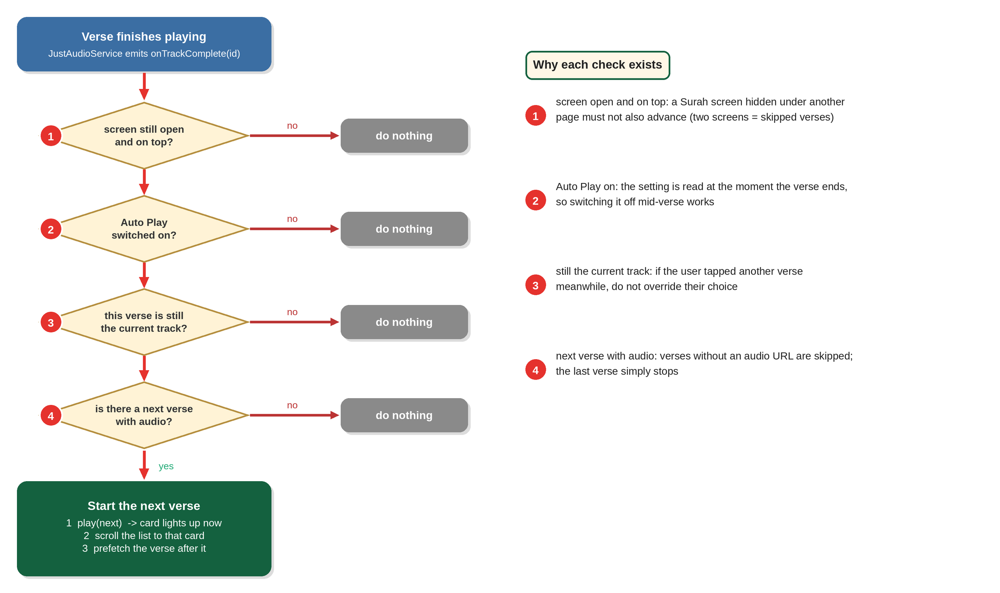 Verse finishes playing
JustAudioService emits onTrackComplete(id)
1
screen still open
and on top?
no
do nothing
2
Auto Play
switched on?
no
do nothing
3
this verse is still
the current track?
no
do nothing
4
is there a next verse
with audio?
no
do nothing
yes
Start the next verse
1  play(next)  -> card lights up now
2  scroll the list to that card
3  prefetch the verse after it
Why each check exists
1
screen open and on top: a Surah screen hidden under another
page must not also advance (two screens = skipped verses)
2
Auto Play on: the setting is read at the moment the verse ends,
so switching it off mid-verse works
3
still the current track: if the user tapped another verse
meanwhile, do not override their choice
4
next verse with audio: verses without an audio URL are skipped;
the last verse simply stops